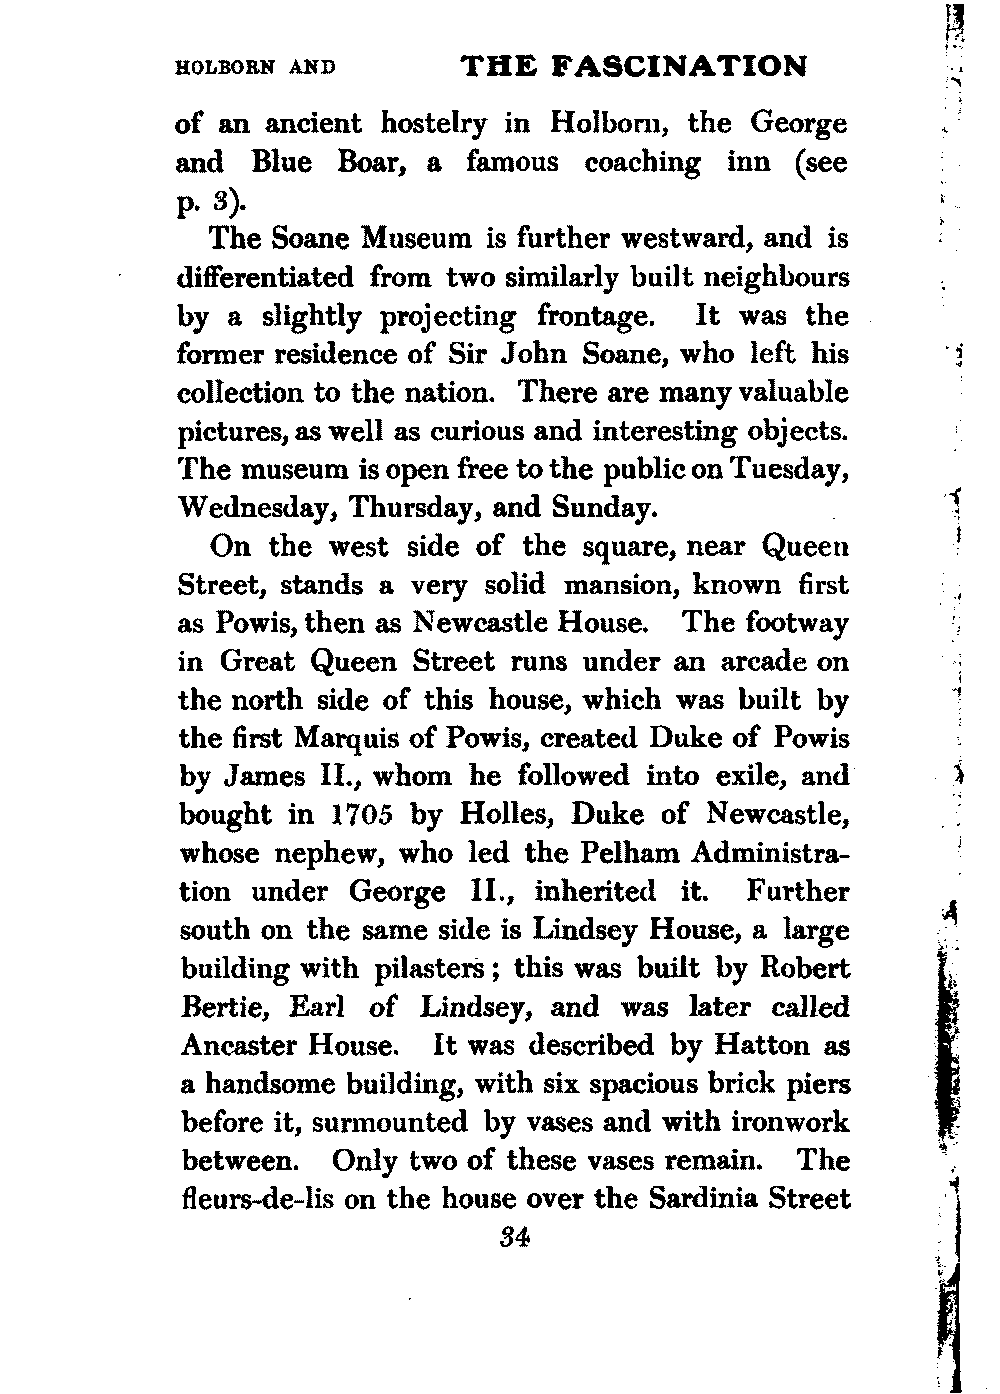 HOLBORN AND THE FASCINATION
of an ancient hostelry in Holborn, the George
and Blue Boar, a famous coaching inn (see
p. 3).
The Soane Museum is further westward, and is
differentiated from two similarly built neighbours
by a slightly projecting frontage. It was the
former residence of Sir John Soane, who left his
collection to the nation. There are many valuable
pictures, as well as curious and interesting objects.
The museum is open free to the public on Tuesday,
Wednesday, Thursday, and Sunday.
On the west side of the square, near Queen
Street, stands a very solid mansion, known first
as Powis, then as Newcastle House. The footway
in Great Queen Street runs under an arcade on
the north side of this house, which was built by
the first Marquis of Powis, created Duke of Powis
by James II., whom he followed into exile, and
bought in 1705 by Holles, Duke of Newcastle,
whose nephew, who led the Pelham Administra-
tion under George II., inherited it. Further
south on the same side is Lindsey House, a large
building with pilasters; this was built by Robert
Bertie, Earl of Lindsey, and was later called
Ancaster House. It was described by Hatton as
a handsome building, with six spacious brick piers
before it, surmounted by vases and with ironwork
between. Only two of these vases remain. The
fleurs-de-lis on the house over the Sardinia Street
34